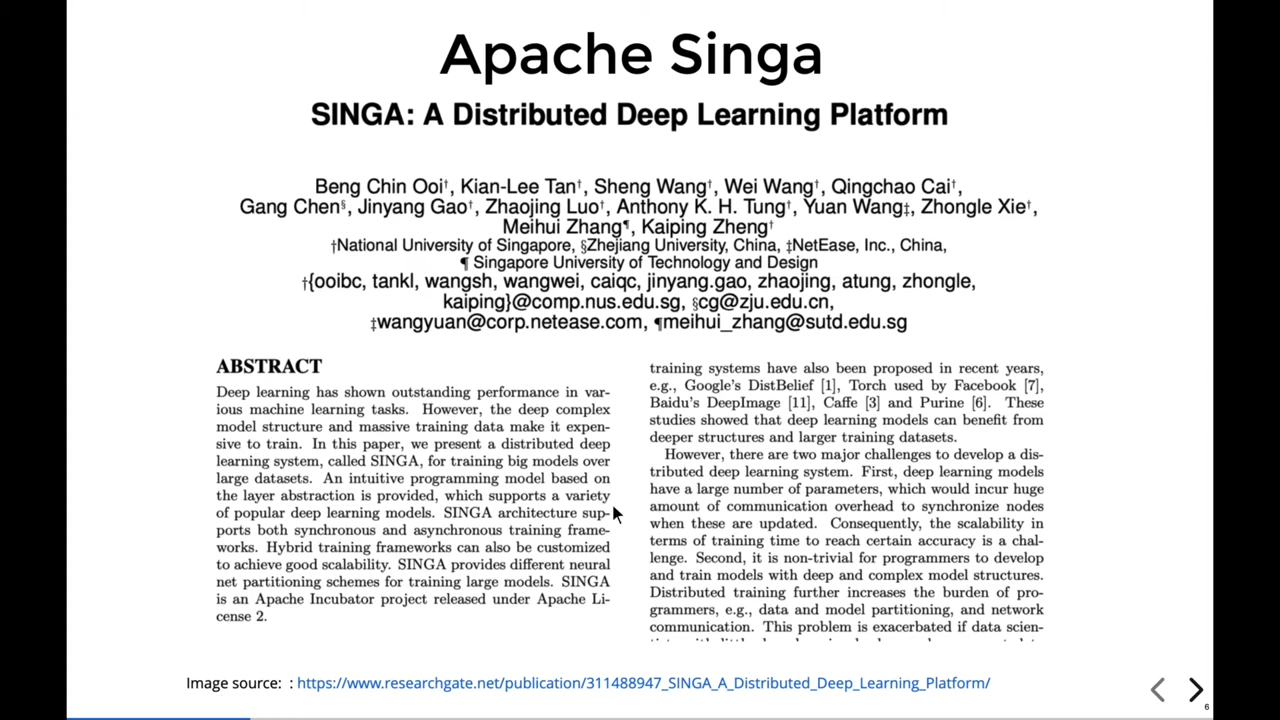 Apache Singa
SINGA: A Distributed Deep Learning Platform
Beng Chin Ooi†, Kian-Lee Tan†, Sheng Wang†, Wei Wang†, Qingchao Cai†,
Gang Chen§, Jinyang Gao†, Zhaojing Luo†, Anthony K. H. Tung†, Yuan Wang‡, Zhongle Xie†,
Meihui Zhang¶, Kaiping Zheng†
†National University of Singapore, §Zhejiang University, China, ‡NetEase, Inc., China,
¶ Singapore University of Technology and Design
†{ooibc, tankl, wangsh, wangwei, caiqc, jinyang.gao, zhaojing, atung, zhongle,
kaiping}@comp.nus.edu.sg, §cg@zju.edu.cn,
‡wangyuan@corp.netease.com, ¶meihui_zhang@sutd.edu.sg
ABSTRACT
Deep learning has shown outstanding performance in var-
ious machine learning tasks. However, the deep complex
model structure and massive training data make it expen-
sive to train. In this paper, we present a distributed deep
learning system, called SINGA, for training big models over
large datasets. An intuitive programming model based on
the layer abstraction is provided, which supports a variety
of popular deep learning models. SINGA architecture sup-
ports both synchronous and asynchronous training frame-
works. Hybrid training frameworks can also be customized
to achieve good scalability. SINGA provides different neural
net partitioning schemes for training large models. SINGA
is an Apache Incubator project released under Apache Li-
cense 2.
training systems have also been proposed in recent years,
e.g., Google's DistBelief [1], Torch used by Facebook [7],
Baidu's DeepImage [11], Caffe [3] and Purine [6]. These
studies showed that deep learning models can benefit from
deeper structures and larger training datasets.
However, there are two major challenges to develop a dis-
tributed deep learning system. First, deep learning models
have a large number of parameters, which would incur huge
amount of communication overhead to synchronize nodes
when these are updated. Consequently, the scalability in
terms of training time to reach certain accuracy is a chal-
lenge. Second, it is non-trivial for programmers to develop
and train models with deep and complex model structures.
Distributed training further increases the burden of pro-
grammers, e.g., data and model partitioning, and network
communication. This problem is exacerbated if data scien-
Image source: : https://www.researchgate.net/publication/311488947_SINGA_A_Distributed_Deep_Learning_Platform/
6